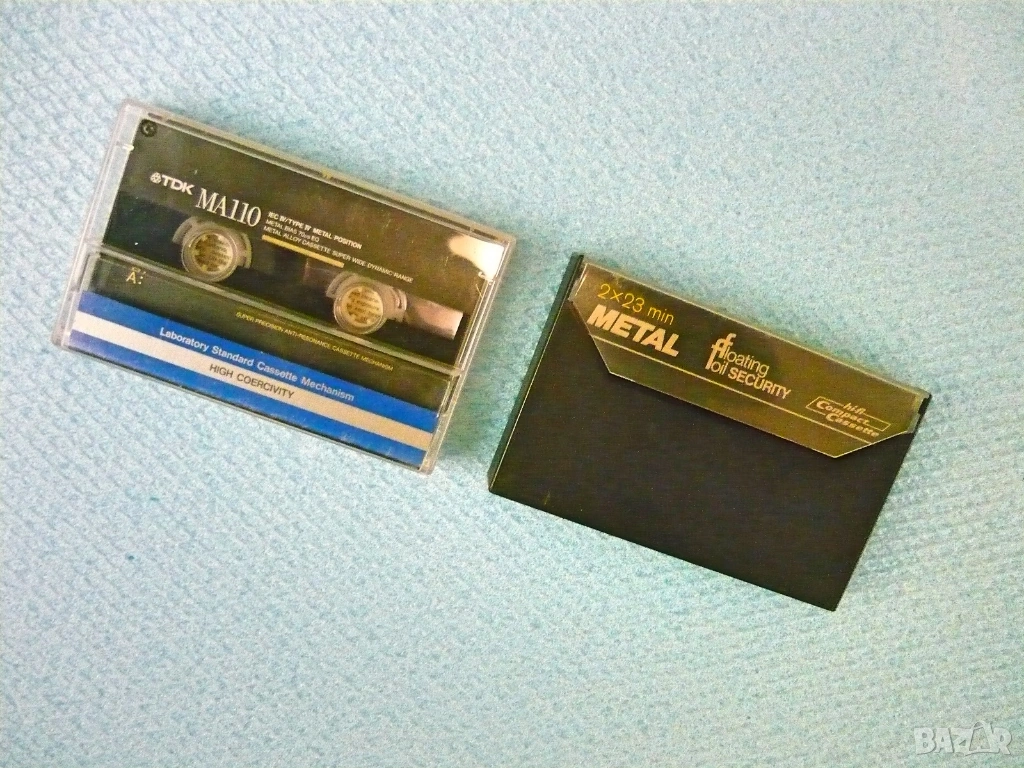 TDK MA110
IEC IV/TYPE IV METAL POSITION
METAL BIAS 70μs EQ
METAL-ALLOY CASSETTE SUPER WIDE DYNAMIC RANGE
A:
SUPER PRECISION ANTI-RESONANCE CASSETTE MECHANISM
Laboratory Standard Cassette Mechanism
HIGH COERCIVITY
2×23 min
METAL
floating
foil SECURITY
hifi
Compact
Cassette
BAZAR